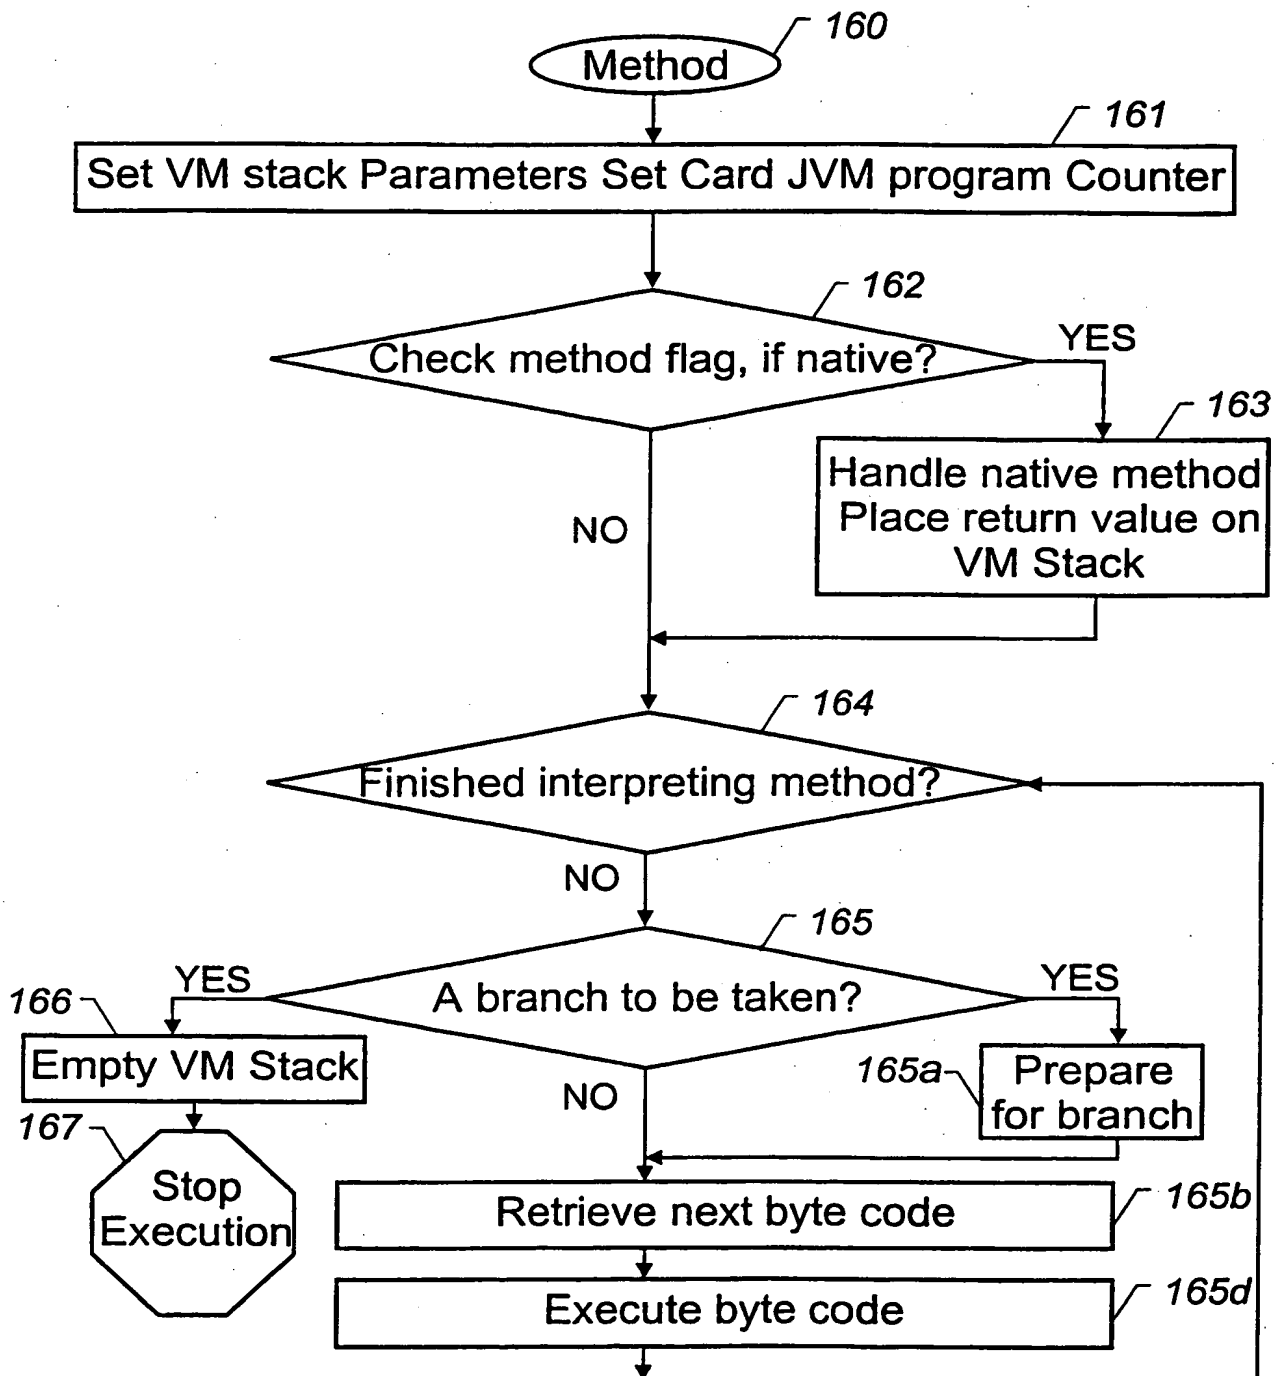 160
Method
161
Set VM stack Parameters Set Card JVM program Counter
162
Check method flag, if native?
YES
163
Handle native method
Place return value on
VM Stack
NO
164
Finished interpreting method?
NO
165
YES
A branch to be taken?
YES
166
Empty VM Stack
165a
Prepare
for branch
NO
167
Stop
Execution
Retrieve next byte code
165b
Execute byte code
165d